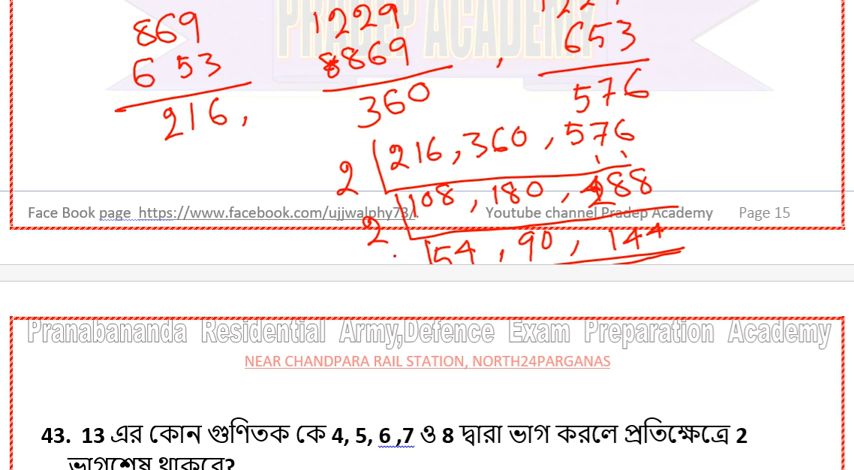 PRADEP ACADEMY
869
653
216,
1229
8869
360
,
653
576
2 216, 360, 576
2 108, 180, 288
54, 90, 144
Face Book page https://www.facebook.com/ujjwalphy73/. Youtube channel Pradep Academy Page 15
Pranabananda Residential Army,Defence Exam Preparation Academy
NEAR CHANDPARA RAIL STATION, NORTH24PARGANAS
43. 13 এর কোন গুণিতক কে 4, 5, 6 ,7 ও 8 দ্বারা ভাগ করলে প্রতিক্ষেত্রে 2
ভাগশেষ থাকবে?